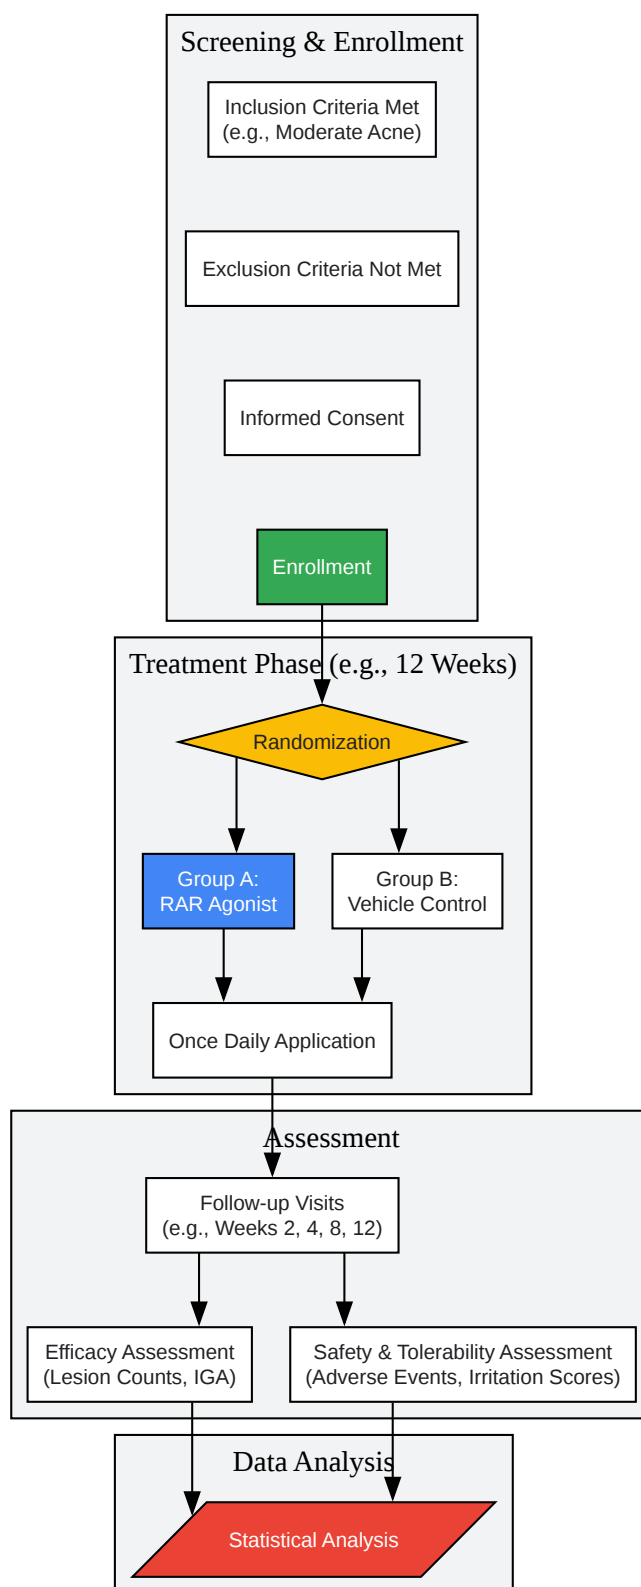 Screening & Enrollment
Inclusion Criteria Met
(e.g., Moderate Acne)
Exclusion Criteria Not Met
Informed Consent
Enrollment
Treatment Phase (e.g., 12 Weeks)
Randomization
Group A:
RAR Agonist
Group B:
Vehicle Control
Once Daily Application
Assessment
Follow-up Visits
(e.g., Weeks 2, 4, 8, 12)
Efficacy Assessment
(Lesion Counts, IGA)
Safety & Tolerability Assessment
(Adverse Events, Irritation Scores)
Data Analysis
Statistical Analysis